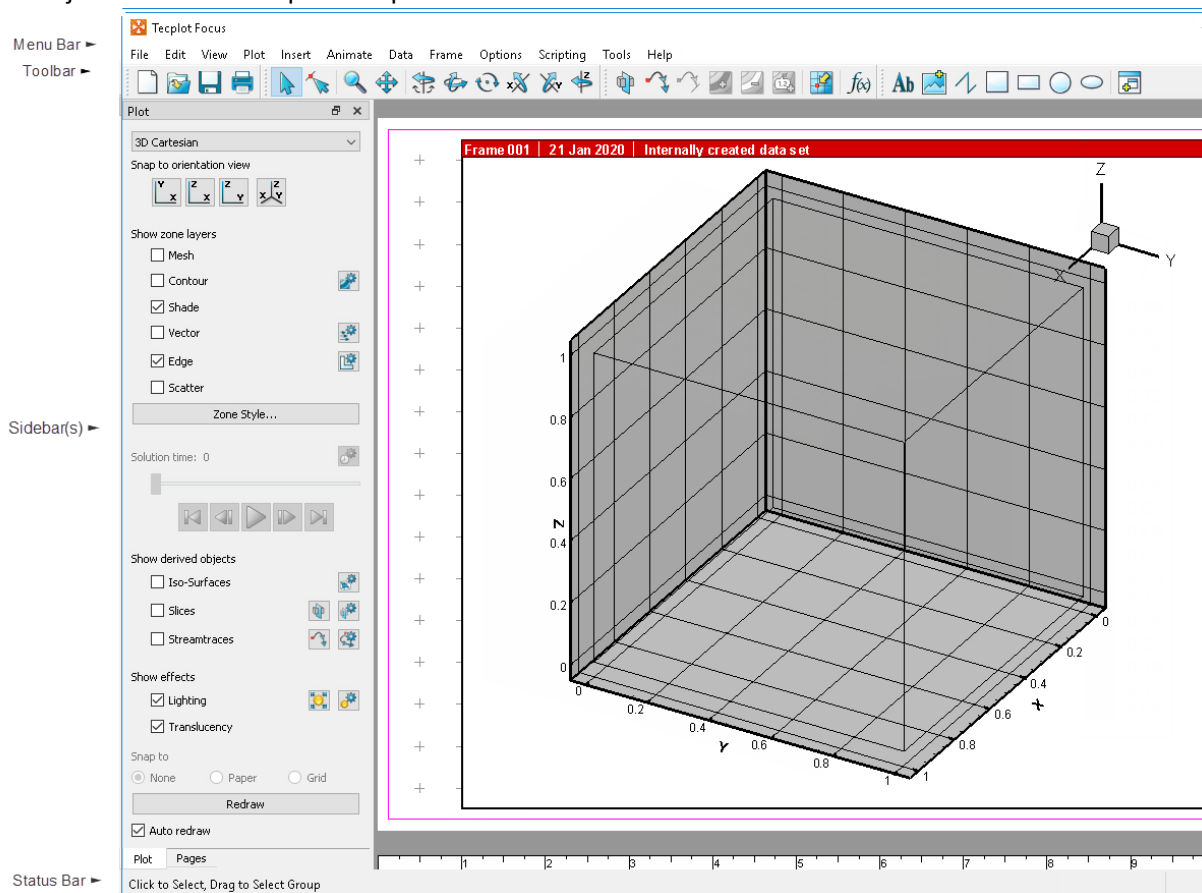 Tecplot Focus
Menu Bar
File Edit View Plot Insert Animate Data Frame Options Scripting Tools Help
Toolbar
Ab
f(x)
Plot
3D Cartesian
Snap to orientation view
Y X Z X Z Y X Z Y
Show zone layers
Mesh
Contour
Shade
Vector
Edge
Scatter
Zone Style...
Sidebar(s)
Solution time: 0
Show derived objects
Iso-Surfaces
Slices
Streamtraces
Show effects
Lighting
Translucency
Snap to
None Paper Grid
Redraw
Auto redraw
Plot Pages
Status Bar
Click to Select, Drag to Select Group
Frame 001 | 21 Jan 2020 | Internally created data set
Z
Y
X
1
0.8
0.6
Z
0.4
0.2
0
0 0.2 0.4 0.6 0.8 1
Y
0 0.2 0.4 0.6 0.8 1
X
1 2 3 4 5 6 7 8 9